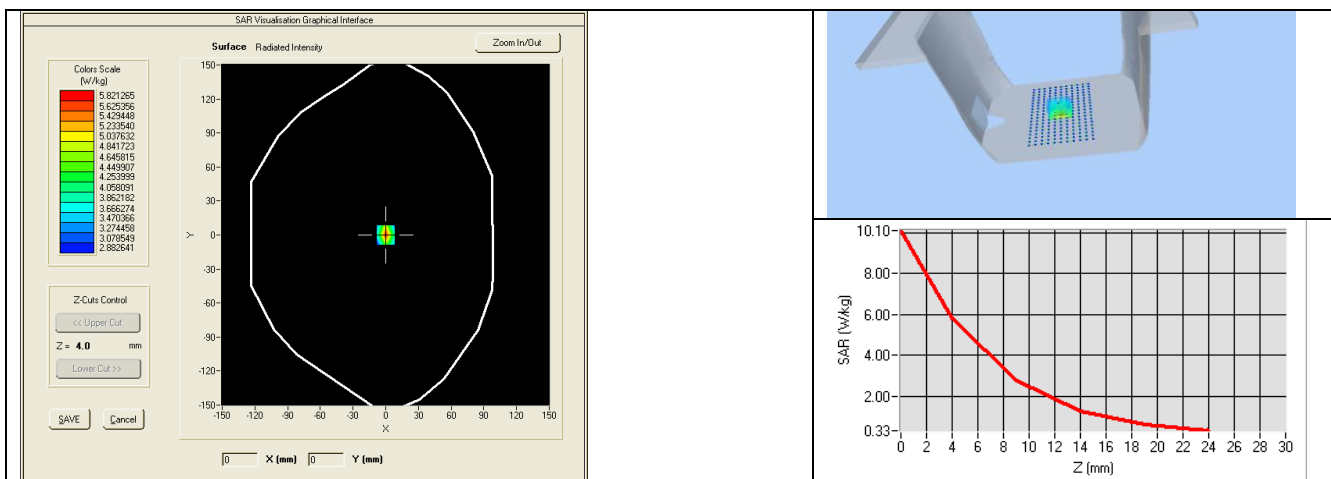 SAR Visualisation Graphical Interface
Surface Radiated Intensity
Zoom In/Out
Colors Scale
(W/kg)
5.821265
5.625356
5.429448
5.233540
5.037632
4.841723
4.645815
4.449907
4.253999
4.058091
3.862182
3.666274
3.470366
3.274458
3.078549
2.882641
Z-Cuts Control
<< Upper Cut
Z = 4.0 mm
Lower Cut >>
SAVE Cancel
Y
150-
120-
90-
60-
30-
0-
-30-
-60-
-90-
-120-
-150-
-150 -120 -90 -60 -30 0 30 60 90 120 150
X
0 X (mm) 0 Y (mm)
SAR (W/kg)
10.10-
8.00-
6.00-
4.00-
2.00-
0.33-
0 2 4 6 8 10 12 14 16 18 20 22 24 26 28 30
Z (mm)